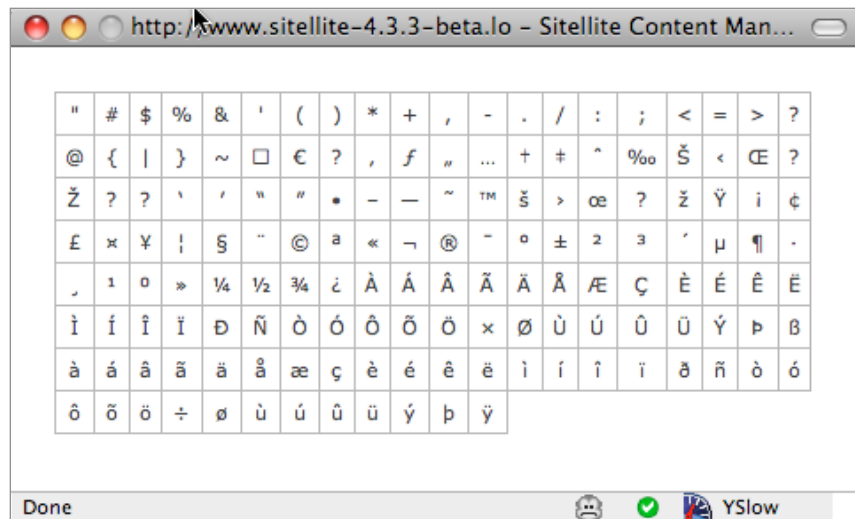 http://www.sitellite-4.3.3-beta.lo – Sitellite Content Man...
" # $ % & ' ( ) * + , - . / : ; < = > ?
@ { | } ~ □ € ? ‚ ƒ „ … † ‡ ˆ ‰ Š ‹ Œ ?
Ž ? ? ‘ ’ “ ” • – — ˜ ™ š › œ ? ž Ÿ ¡ ¢
£ ¤ ¥ ¦ § ¨ © ª « ¬ ® ¯ ° ± ² ³ ´ µ ¶ ·
¸ ¹ º » ¼ ½ ¾ ¿ À Á Â Ã Ä Å Æ Ç È É Ê Ë
Ì Í Î Ï Ð Ñ Ò Ó Ô Õ Ö × Ø Ù Ú Û Ü Ý Þ ß
à á â ã ä å æ ç è é ê ë ì í î ï ð ñ ò ó
ô õ ö ÷ ø ù ú û ü ý þ ÿ
Done YSlow